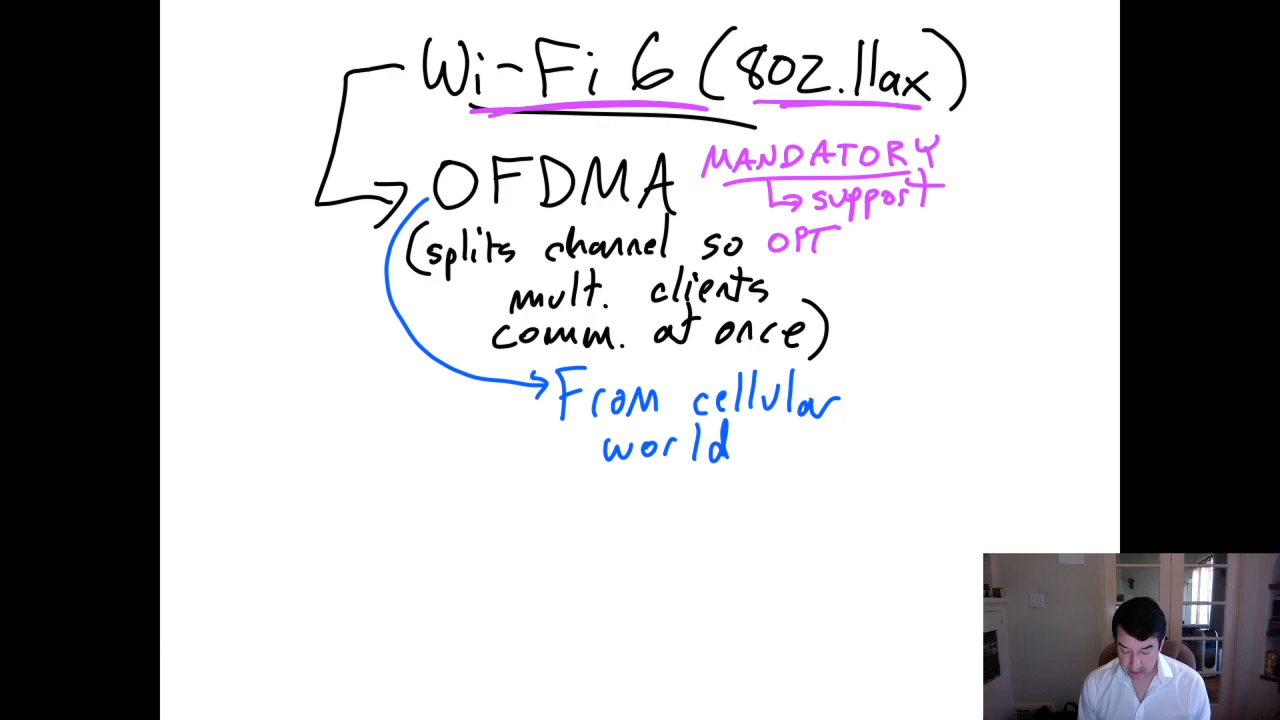 Wi-Fi 6 (802.11ax)
OFDMA
MANDATORY
↳ support
OPT
(splits channel so
mult. clients
comm. at once)
From cellular
world